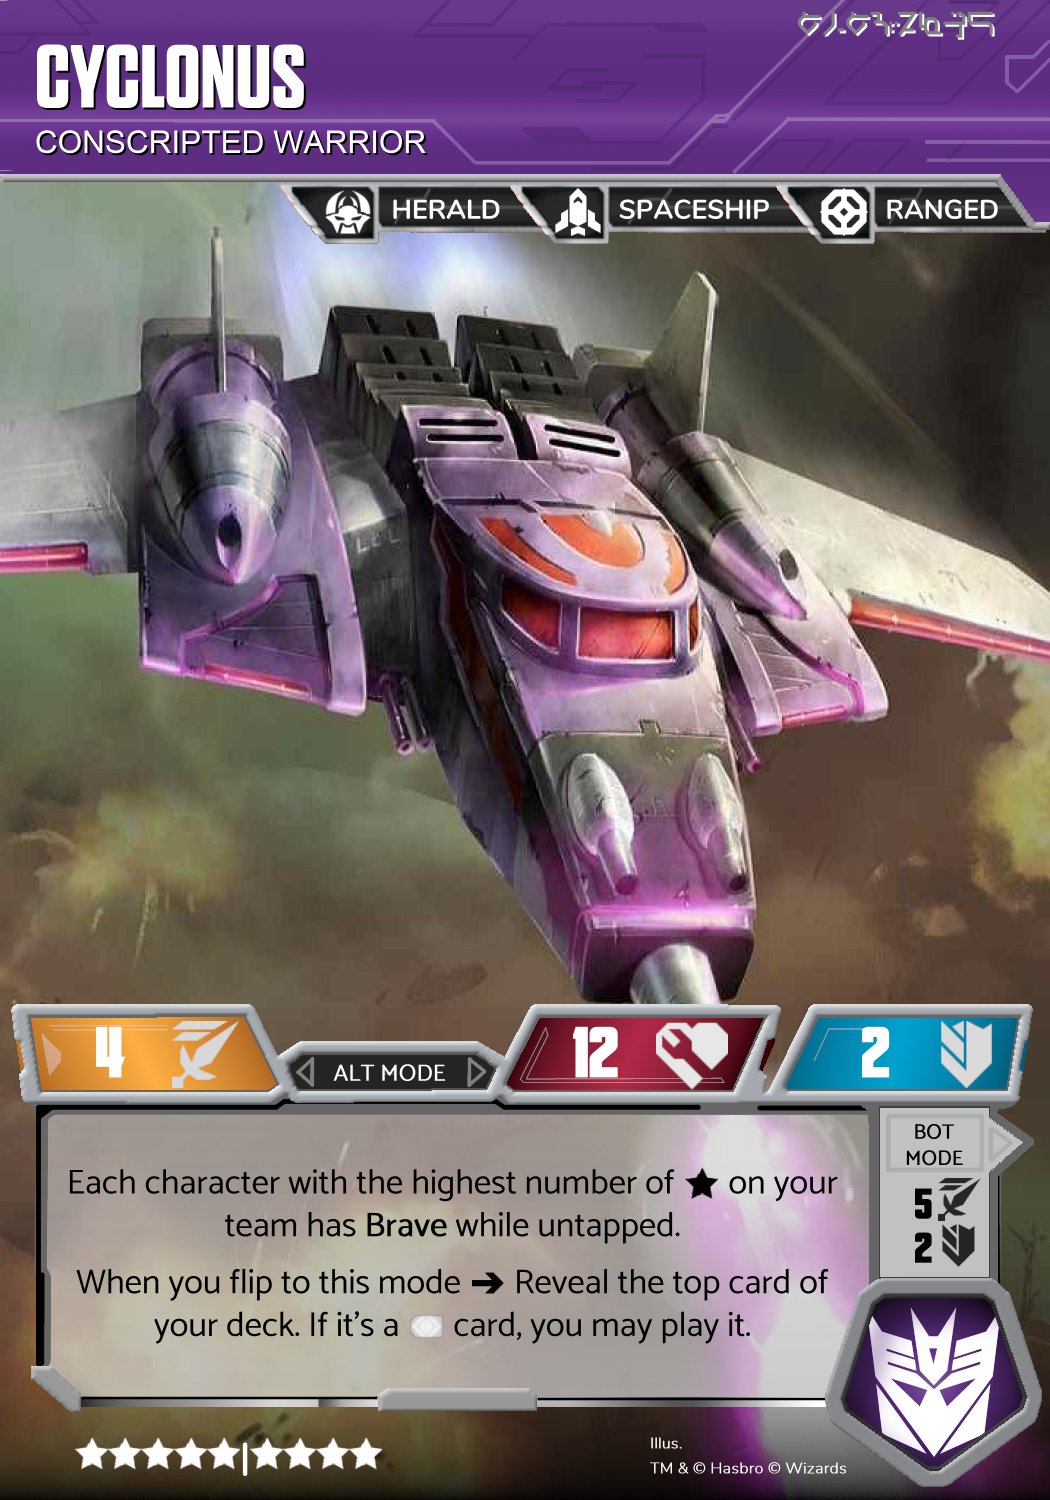 CYCLONUS
CONSCRIPTED WARRIOR
HERALD SPACESHIP RANGED
4 ALT MODE 12 2
Each character with the highest number of ★ on your
team has Brave while untapped.
When you flip to this mode ➔ Reveal the top card of
your deck. If it's a card, you may play it.
BOT
MODE
5
2
Illus.
TM & © Hasbro © Wizards